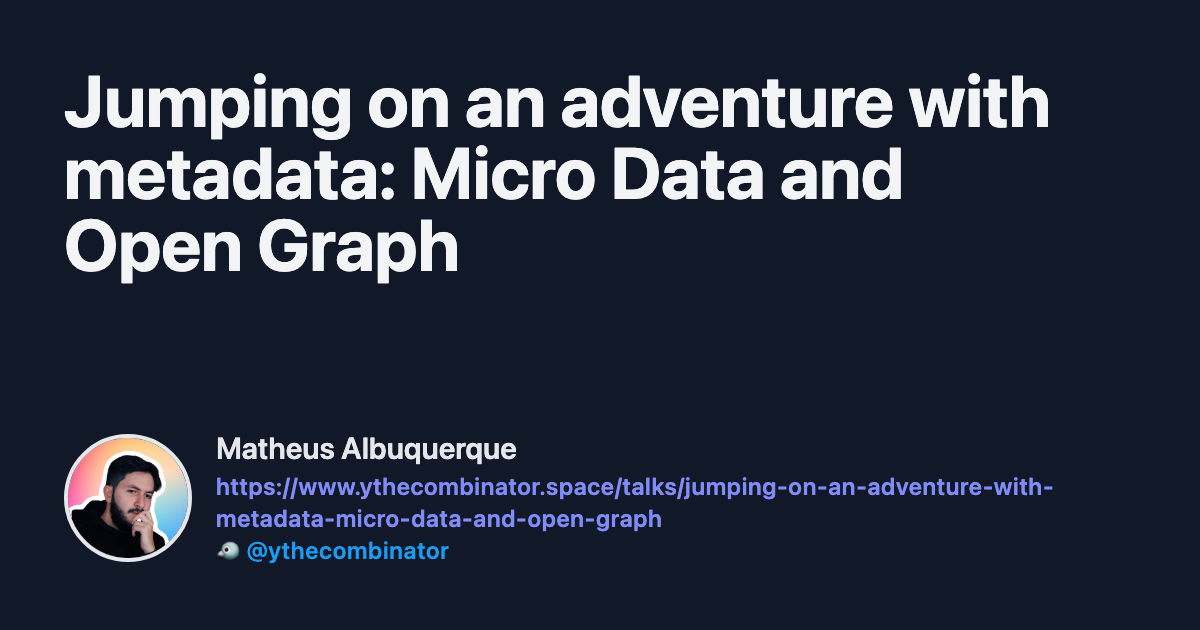 Jumping on an adventure with
metadata: Micro Data and
Open Graph
Matheus Albuquerque
https://www.ythecombinator.space/talks/jumping-on-an-adventure-with-
metadata-micro-data-and-open-graph
@ythecombinator